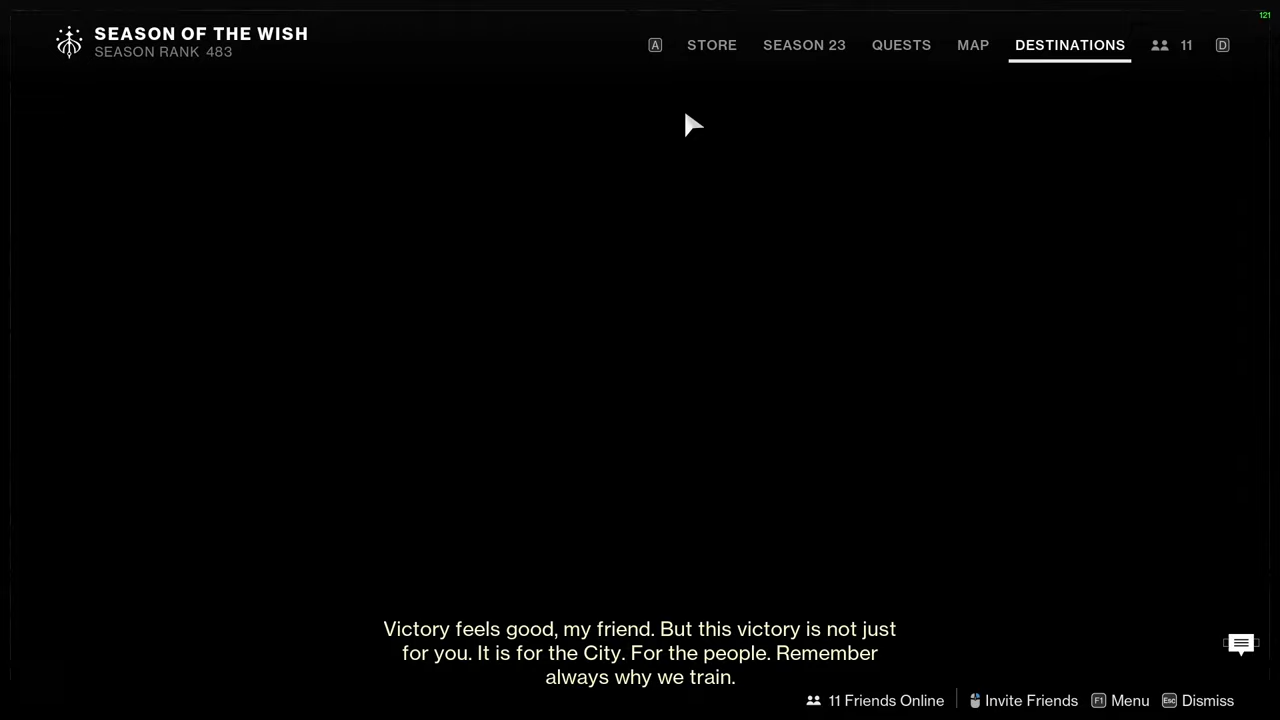 SEASON OF THE WISH
SEASON RANK 483
A STORE SEASON 23 QUESTS MAP DESTINATIONS 11 D
121
Victory feels good, my friend. But this victory is not just
for you. It is for the City. For the people. Remember
always why we train.
11 Friends Online Invite Friends F1 Menu Esc Dismiss